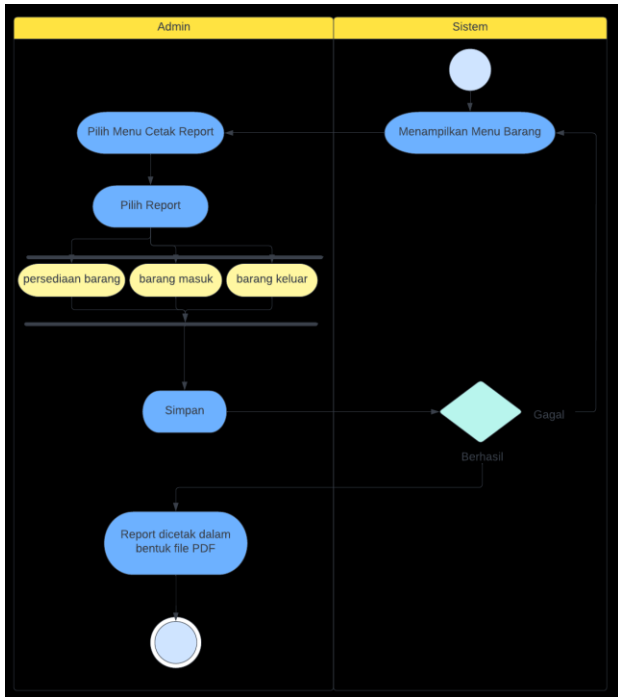 Admin
Sistem
Pilih Menu Cetak Report
Menampilkan Menu Barang
Pilih Report
persediaan barang
barang masuk
barang keluar
Simpan
Gagal
Berhasil
Report dicetak dalam
bentuk file PDF